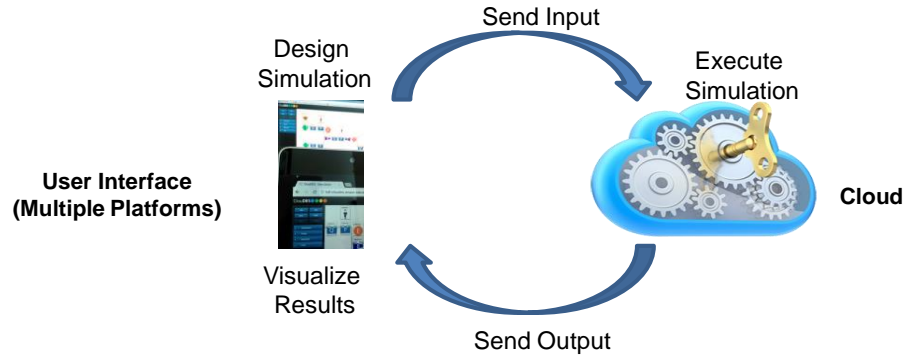 Send Input
Design
Simulation
Execute
Simulation
User Interface
(Multiple Platforms)
Cloud
Visualize
Results
Send Output